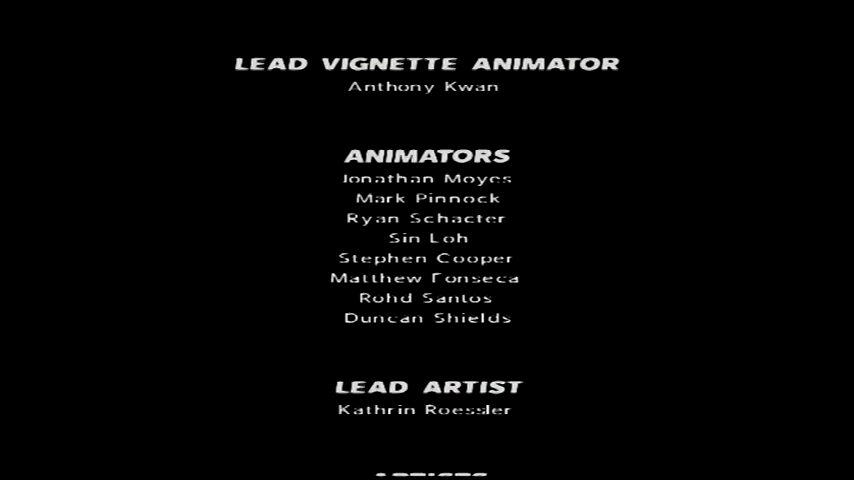 LEAD VIGNETTE ANIMATOR
Anthony Kwan
ANIMATORS
Jonathan Moyes
Mark Pinnock
Ryan Schacter
Sin Loh
Stephen Cooper
Matthew Fonseca
Rohd Santos
Duncan Shields
LEAD ARTIST
Kathrin Roessler
ARTISTS